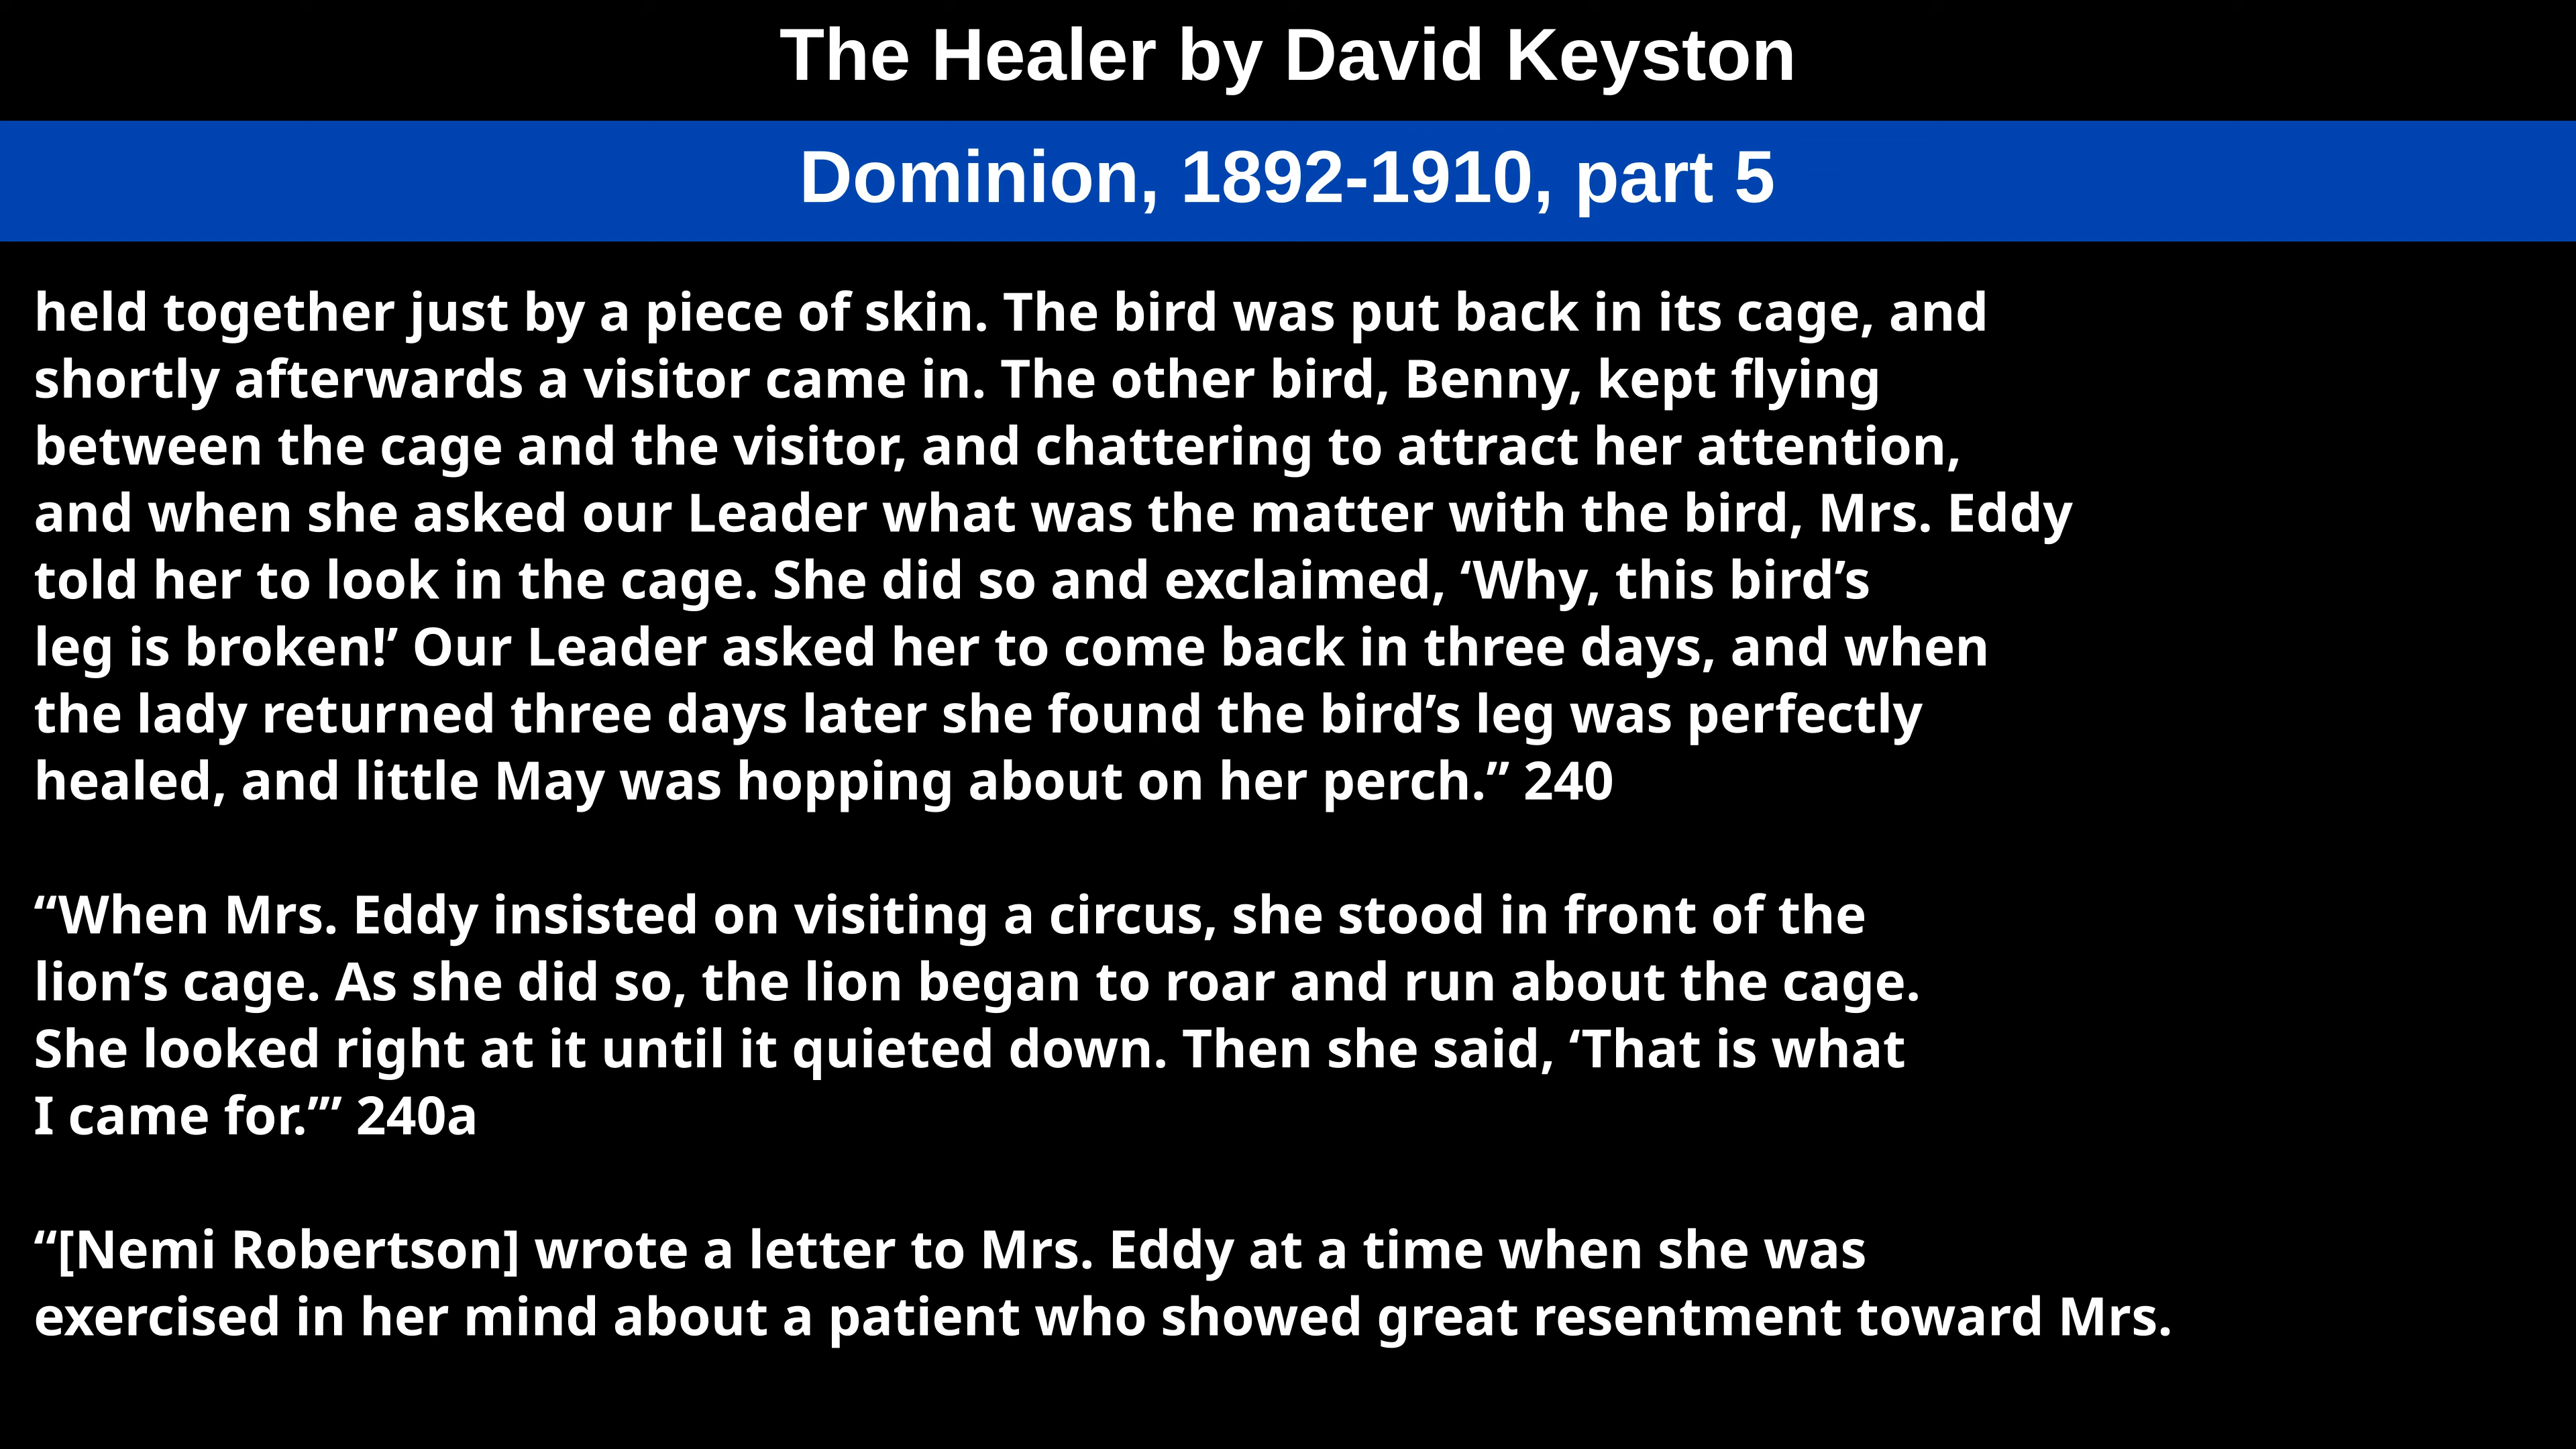 The Healer by David Keyston
Dominion, 1892-1910, part 5
held together just by a piece of skin. The bird was put back in its cage, and
shortly afterwards a visitor came in. The other bird, Benny, kept flying
between the cage and the visitor, and chattering to attract her attention,
and when she asked our Leader what was the matter with the bird, Mrs. Eddy
told her to look in the cage. She did so and exclaimed, ‘Why, this bird’s
leg is broken!’ Our Leader asked her to come back in three days, and when
the lady returned three days later she found the bird’s leg was perfectly
healed, and little May was hopping about on her perch.” 240
“When Mrs. Eddy insisted on visiting a circus, she stood in front of the
lion’s cage. As she did so, the lion began to roar and run about the cage.
She looked right at it until it quieted down. Then she said, ‘That is what
I came for.’” 240a
“[Nemi Robertson] wrote a letter to Mrs. Eddy at a time when she was
exercised in her mind about a patient who showed great resentment toward Mrs.